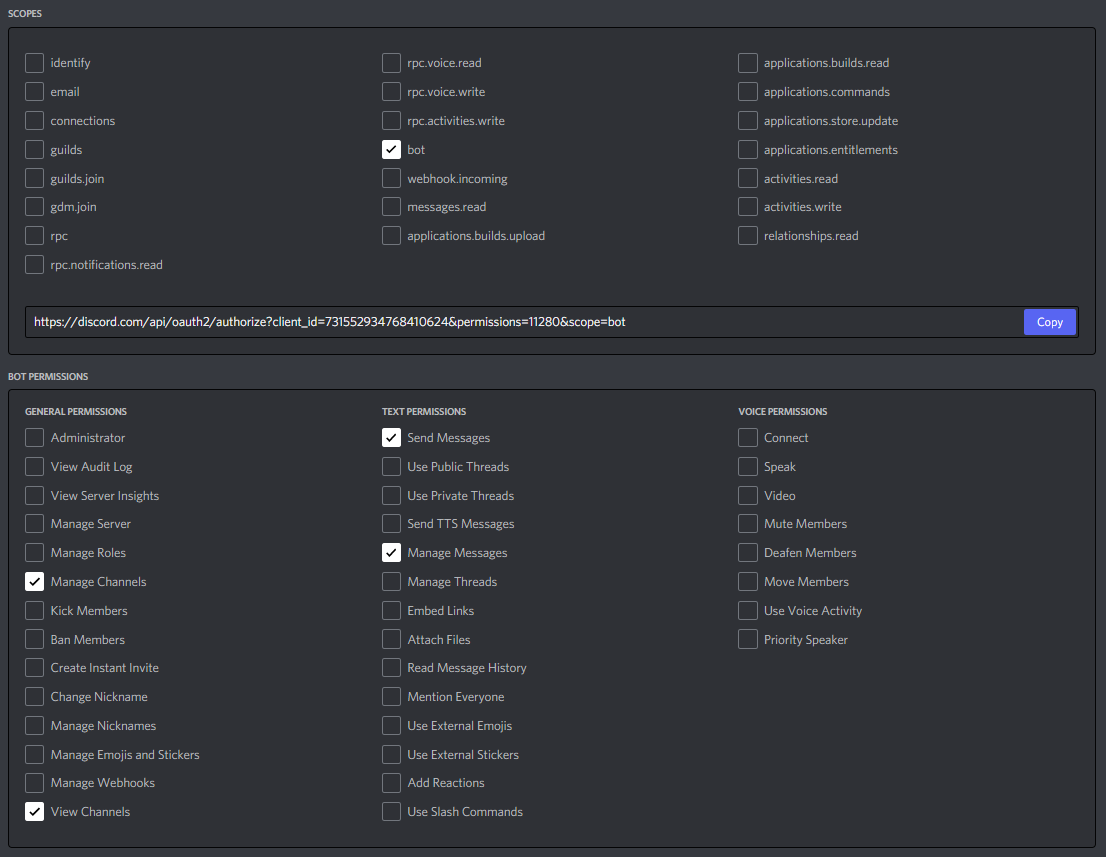 SCOPES
identify
email
connections
guilds
guilds.join
gdm.join
rpc
rpc.notifications.read
rpc.voice.read
rpc.voice.write
rpc.activities.write
bot
webhook.incoming
messages.read
applications.builds.upload
applications.builds.read
applications.commands
applications.store.update
applications.entitlements
activities.read
activities.write
relationships.read
https://discord.com/api/oauth2/authorize?client_id=731552934768410624&permissions=11280&scope=bot
Copy
BOT PERMISSIONS
GENERAL PERMISSIONS
Administrator
View Audit Log
View Server Insights
Manage Server
Manage Roles
Manage Channels
Kick Members
Ban Members
Create Instant Invite
Change Nickname
Manage Nicknames
Manage Emojis and Stickers
Manage Webhooks
View Channels
TEXT PERMISSIONS
Send Messages
Use Public Threads
Use Private Threads
Send TTS Messages
Manage Messages
Manage Threads
Embed Links
Attach Files
Read Message History
Mention Everyone
Use External Emojis
Use External Stickers
Add Reactions
Use Slash Commands
VOICE PERMISSIONS
Connect
Speak
Video
Mute Members
Deafen Members
Move Members
Use Voice Activity
Priority Speaker